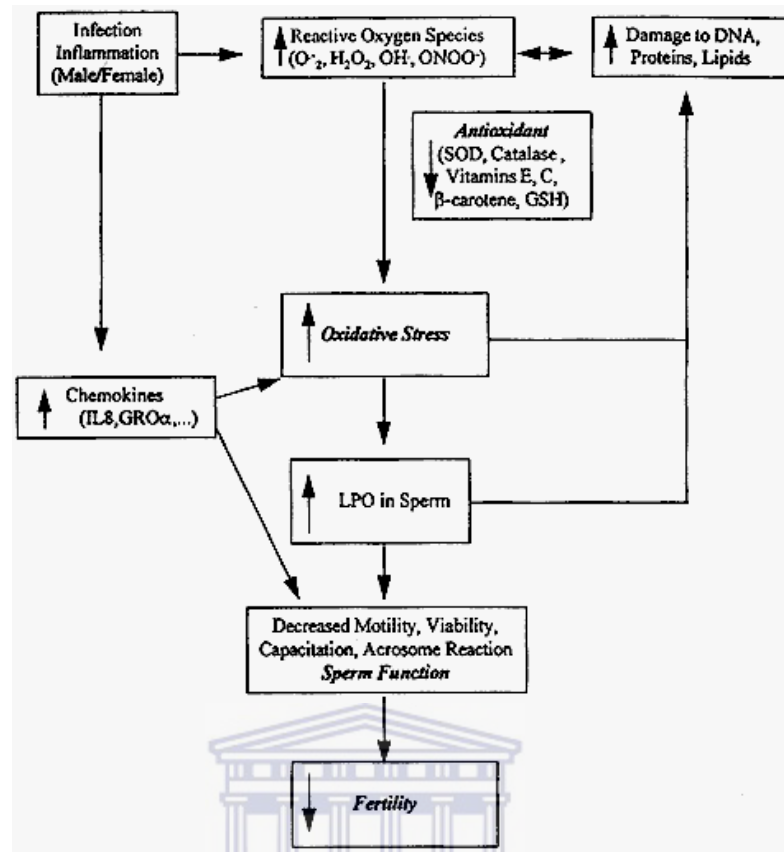 Infection
Inflammation
(Male/Female)
Reactive Oxygen Species
(O⁻·₂, H₂O₂, OH·, ONOO⁻)
Damage to DNA,
Proteins, Lipids
Antioxidant
(SOD, Catalase,
Vitamins E, C,
β-carotene, GSH)
Oxidative Stress
Chemokines
(IL8,GROα,...)
LPO in Sperm
Decreased Motility, Viability,
Capacitation, Acrosome Reaction
Sperm Function
Fertility